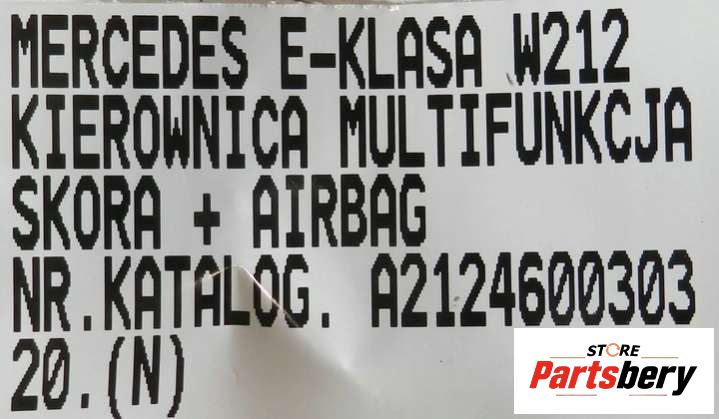 MERCEDES E-KLASA W212
KIEROWNICA MULTIFUNKCJA
SKORA + AIRBAG
NR.KATALOG. A2124600303
20.(N)
STORE
Partsbery